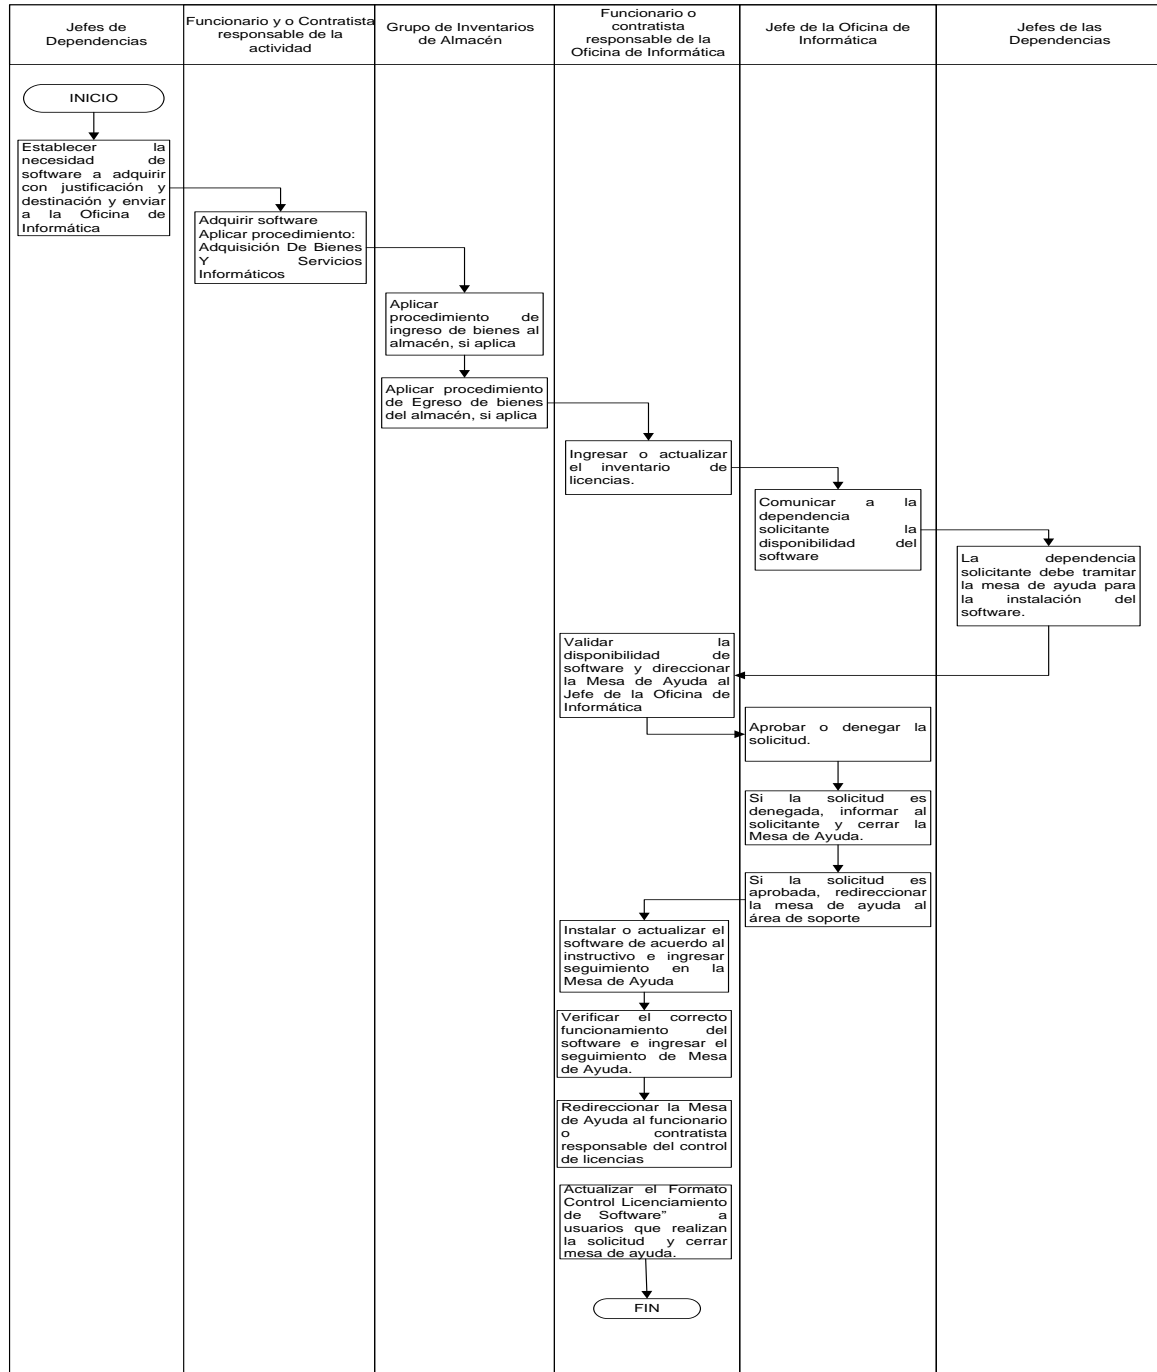 Jefes de
Dependencias
Funcionario y o Contratista
responsable de la
actividad
Grupo de Inventarios
de Almacén
Funcionario o
contratista
responsable de la
Oficina de Informática
Jefe de la Oficina de
Informática
Jefes de las
Dependencias
INICIO
Establecer la
necesidad de
software a adquirir
con justificación y
destinación y enviar
a la Oficina de
Informática
Adquirir software
Aplicar procedimiento:
Adquisición De Bienes
Y Servicios
Informáticos
Aplicar
procedimiento de
ingreso de bienes al
almacén, si aplica
Aplicar procedimiento
de Egreso de bienes
del almacén, si aplica
Ingresar o actualizar
el inventario de
licencias.
Comunicar a la
dependencia
solicitante la
disponibilidad del
software
La dependencia
solicitante debe tramitar
la mesa de ayuda para
la instalación del
software.
Validar la
disponibilidad de
software y direccionar
la Mesa de Ayuda al
Jefe de la Oficina de
Informática
Aprobar o denegar la
solicitud.
Si la solicitud es
denegada, informar al
solicitante y cerrar la
Mesa de Ayuda.
Si la solicitud es
aprobada, redireccionar
la mesa de ayuda al
área de soporte
Instalar o actualizar el
software de acuerdo al
instructivo e ingresar
seguimiento en la
Mesa de Ayuda
Verificar el correcto
funcionamiento del
software e ingresar el
seguimiento de Mesa
de Ayuda.
Redireccionar la Mesa
de Ayuda al funcionario
o contratista
responsable del control
de licencias
Actualizar el Formato
Control Licenciamiento
de Software” a
usuarios que realizan
la solicitud y cerrar
mesa de ayuda.
FIN